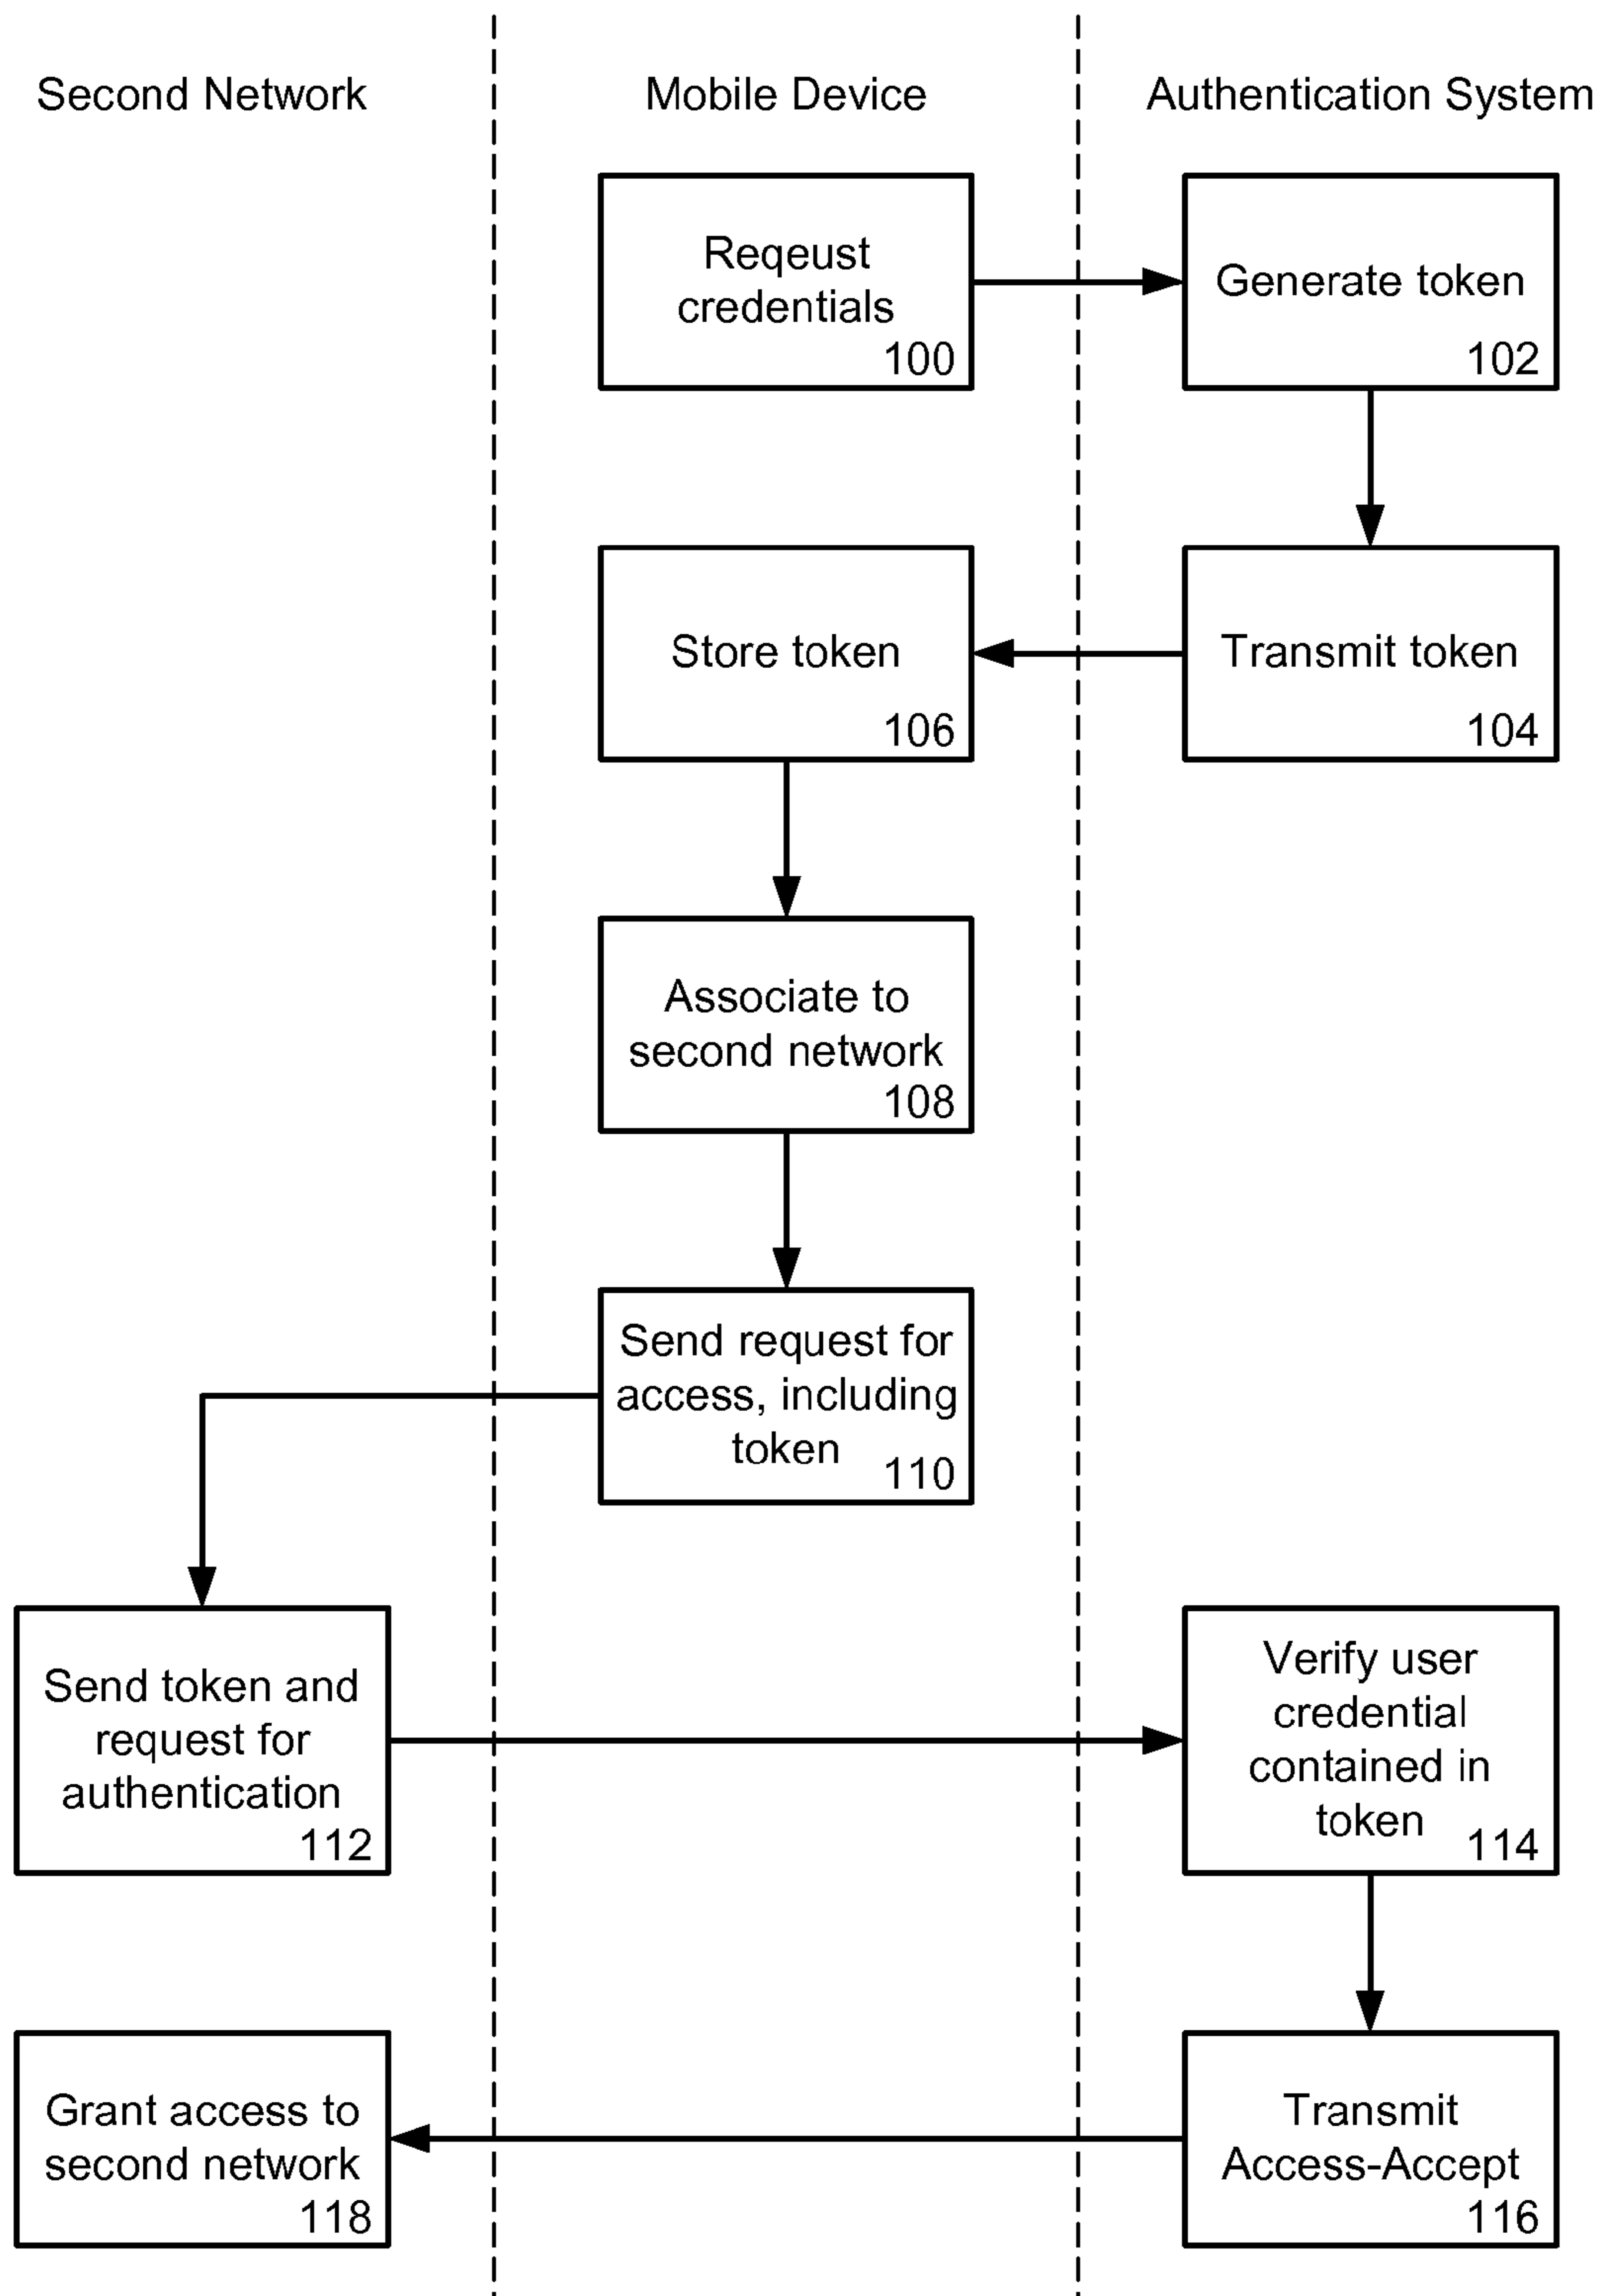 Second Network
Mobile Device
Authentication System
Reqeust
credentials
100
Generate token
102
Store token
106
Transmit token
104
Associate to
second network
108
Send request for
access, including
token
110
Send token and
request for
authentication
112
Verify user
credential
contained in
token
114
Grant access to
second network
118
Transmit
Access-Accept
116